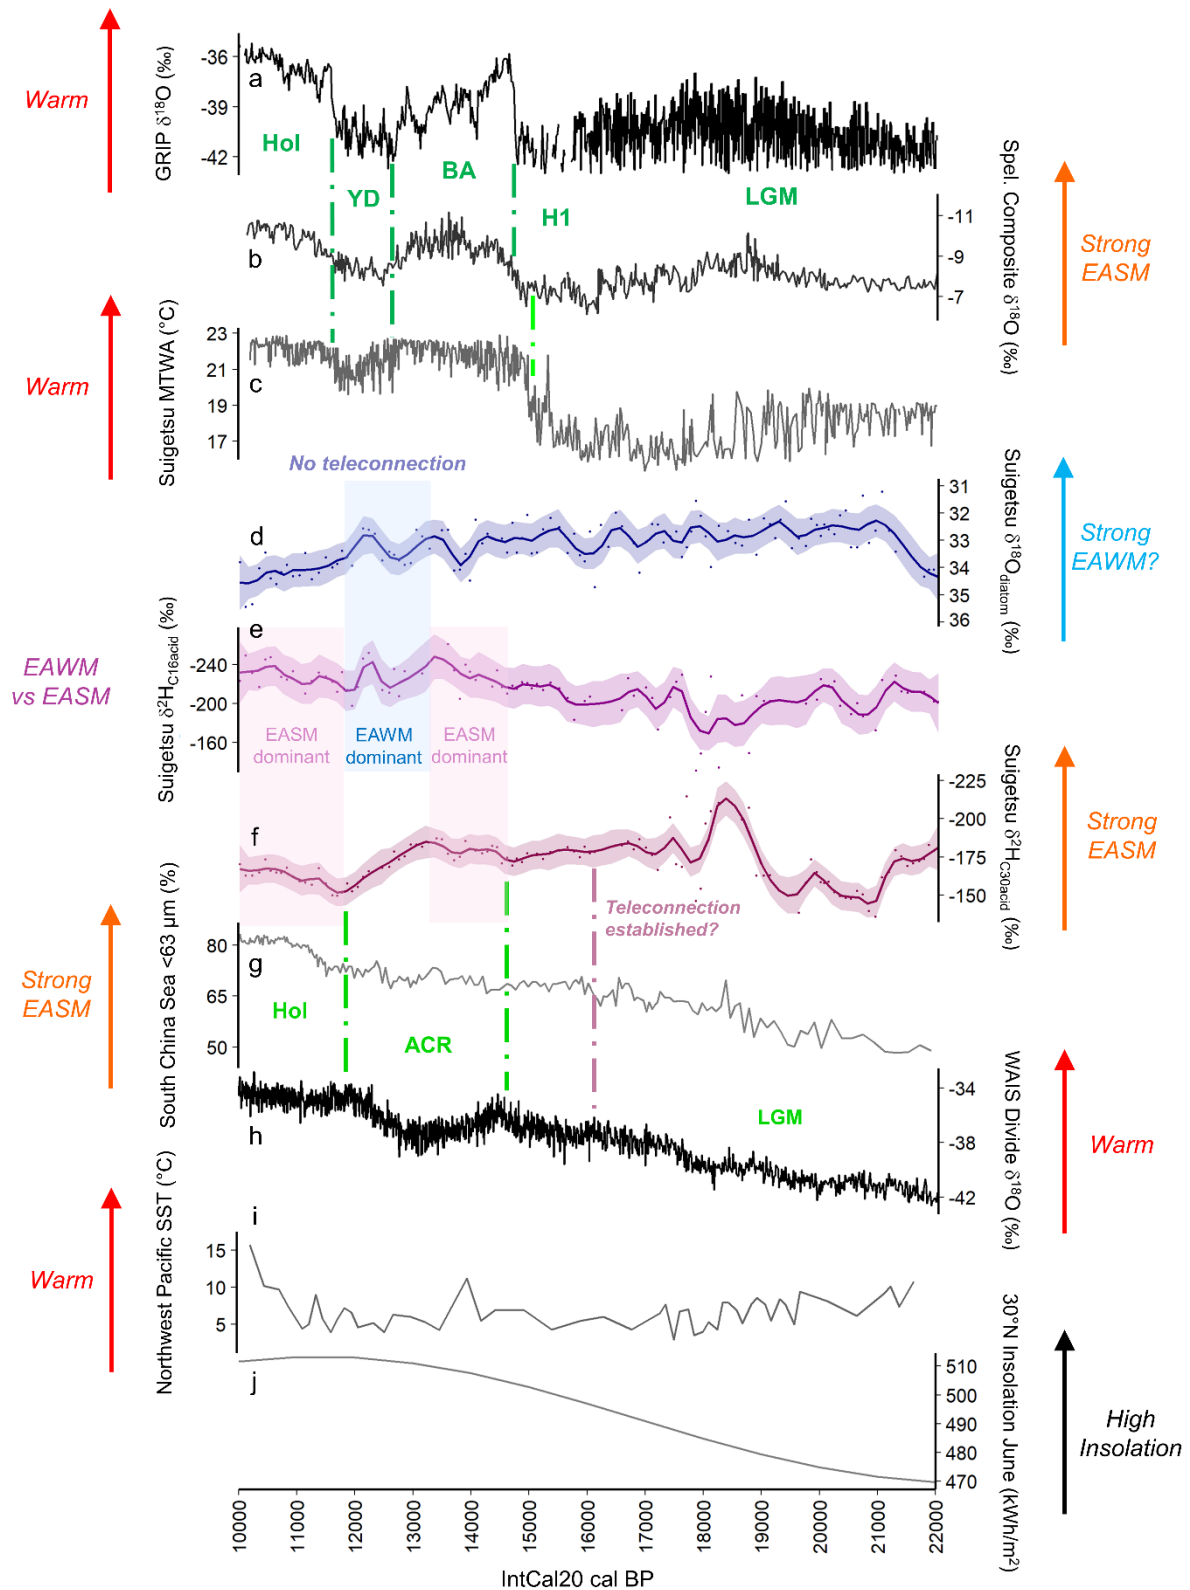 -36
-39
-42
GRIP δ18O (‰)
a
Warm
Hol
YD
BA
H1
LGM
b
-11
-9
-7
Spel. Composite δ18O (‰)
Strong
EASM
23
21
19
17
Suigetsu MTWA (°C)
c
Warm
No teleconnection
d
31
32
33
34
35
36
Suigetsu δ18Odiatom (‰)
Strong
EAWM?
e
-240
-200
-160
Suigetsu δ2HC16acid (‰)
EAWM
vs EASM
EASM
dominant
EAWM
dominant
EASM
dominant
f
-225
-200
-175
-150
Suigetsu δ2HC30acid (‰)
Strong
EASM
Teleconnection
established?
g
80
65
50
South China Sea <63 µm (%)
Strong
EASM
Hol
ACR
LGM
h
-34
-38
-42
WAIS Divide δ18O (‰)
Warm
i
15
10
5
Northwest Pacific SST (°C)
Warm
j
510
500
490
480
470
30°N Insolation June (kWh/m2)
High
Insolation
10000
11000
12000
13000
14000
15000
16000
17000
18000
19000
20000
21000
22000
IntCal20 cal BP